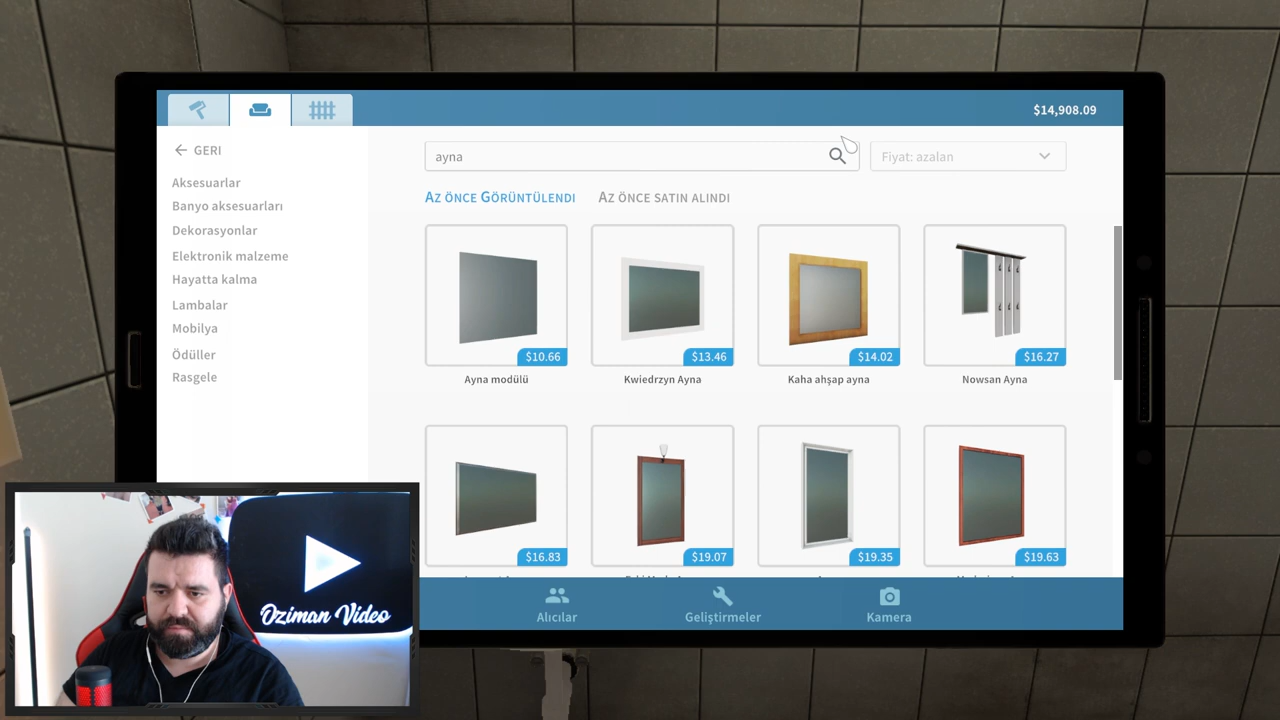 $14,908.09
GERI
ayna
Fiyat: azalan
Aksesuarlar
Banyo aksesuarları
Dekorasyonlar
Elektronik malzeme
Hayatta kalma
Lambalar
Mobilya
Ödüller
Rasgele
AZ ÖNCE GÖRÜNTÜLENDI
AZ ÖNCE SATIN ALINDI
$10.66
$13.46
$14.02
$16.27
Ayna modülü
Kwiedrzyn Ayna
Kaha ahşap ayna
Nowsan Ayna
$16.83
$19.07
$19.35
$19.63
Alıcılar
Geliştirmeler
Kamera
Oziman Video